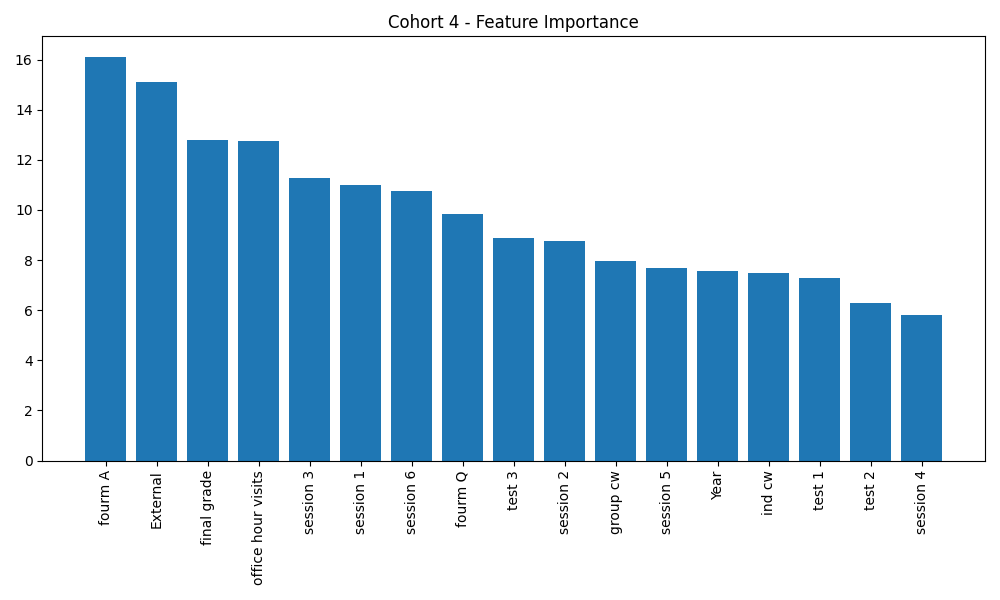 Cohort 4 - Feature Importance
16
14
12
10
8
6
4
2
0
fourm A
External
final grade
office hour visits
session 3
session 1
session 6
fourm Q
test 3
session 2
group cw
session 5
Year
ind cw
test 1
test 2
session 4